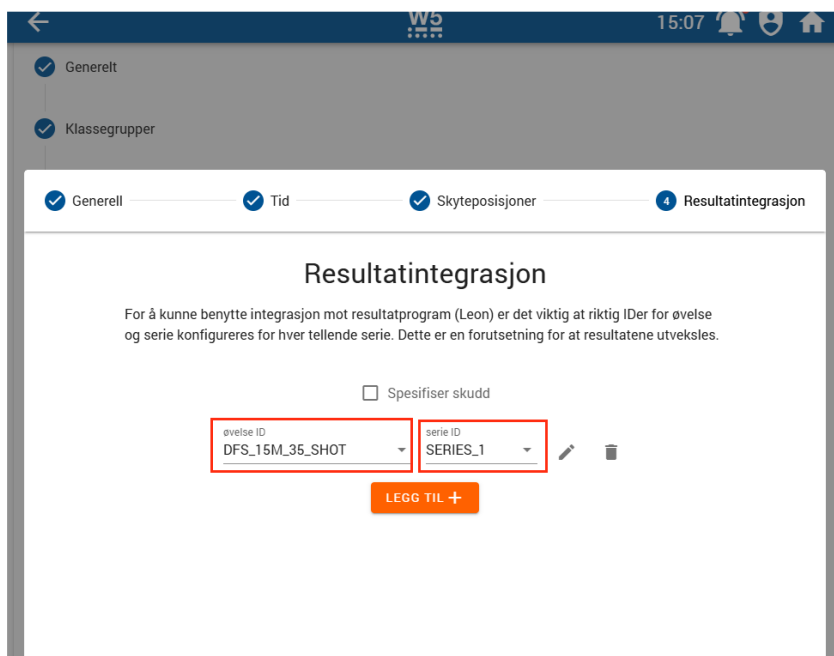 W5
15:07
Generelt
Klassegrupper
Generell
Tid
Skyteposisjoner
4 Resultatintegrasjon
Resultatintegrasjon
For å kunne benytte integrasjon mot resultatprogram (Leon) er det viktig at riktig IDer for øvelse
og serie konfigureres for hver tellende serie. Dette er en forutsetning for at resultatene utveksles.
Spesifiser skudd
øvelse ID
DFS_15M_35_SHOT
serie ID
SERIES_1
LEGG TIL +